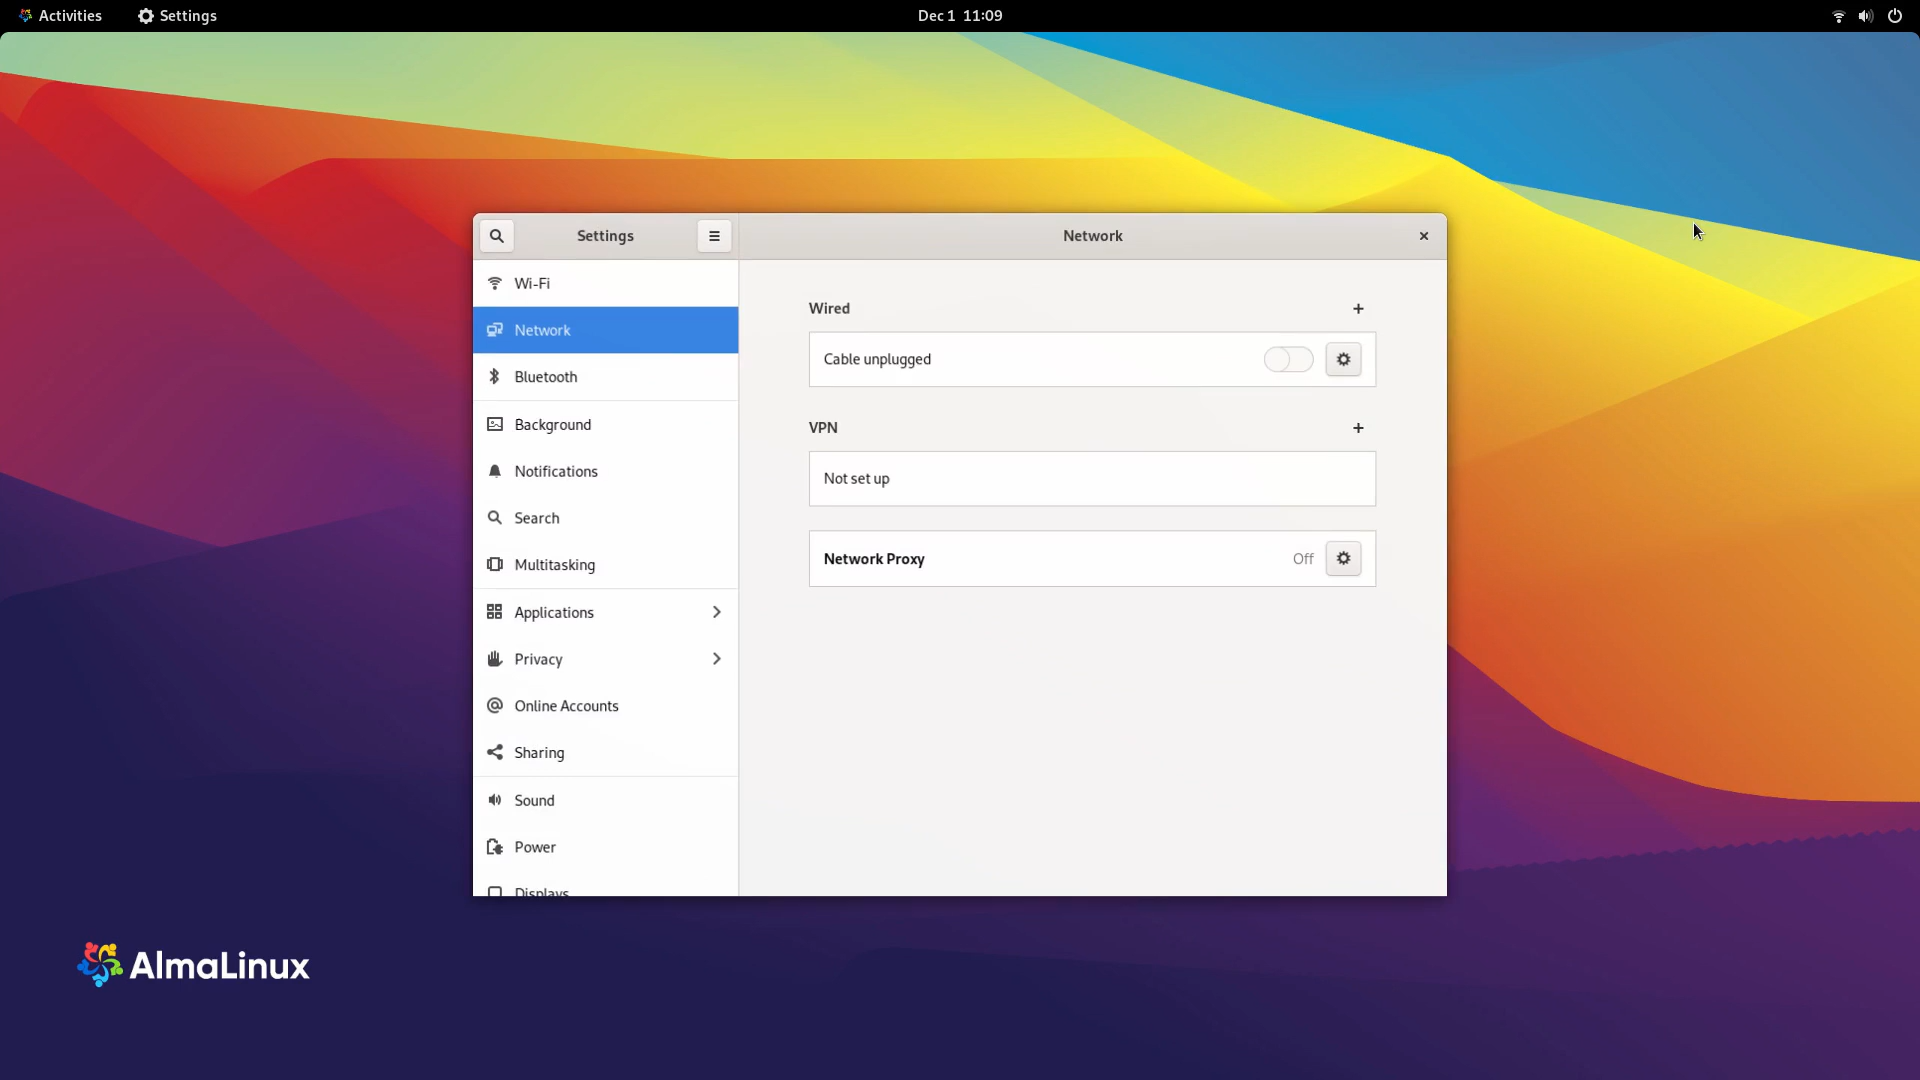 Activities
Settings
Dec 1 11:09
Settings
Network
Wi-Fi
Network
Bluetooth
Background
Notifications
Search
Multitasking
Applications
Privacy
Online Accounts
Sharing
Sound
Power
Displays
Wired
Cable unplugged
VPN
Not set up
Network Proxy
Off
AlmaLinux